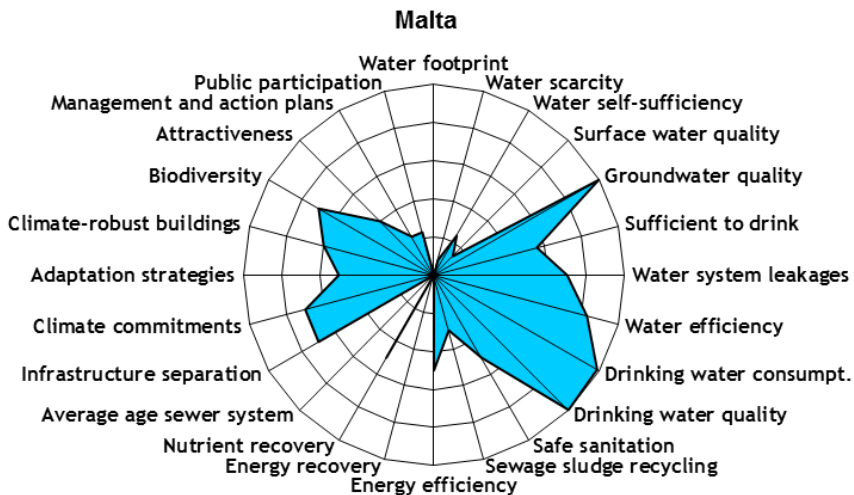 Malta
Water footprint
Water scarcity
Water self-sufficiency
Surface water quality
Groundwater quality
Sufficient to drink
Water system leakages
Water efficiency
Drinking water consumpt.
Drinking water quality
Safe sanitation
Sewage sludge recycling
Energy efficiency
Energy recovery
Nutrient recovery
Average age sewer system
Infrastructure separation
Climate commitments
Adaptation strategies
Climate-robust buildings
Biodiversity
Attractiveness
Management and action plans
Public participation